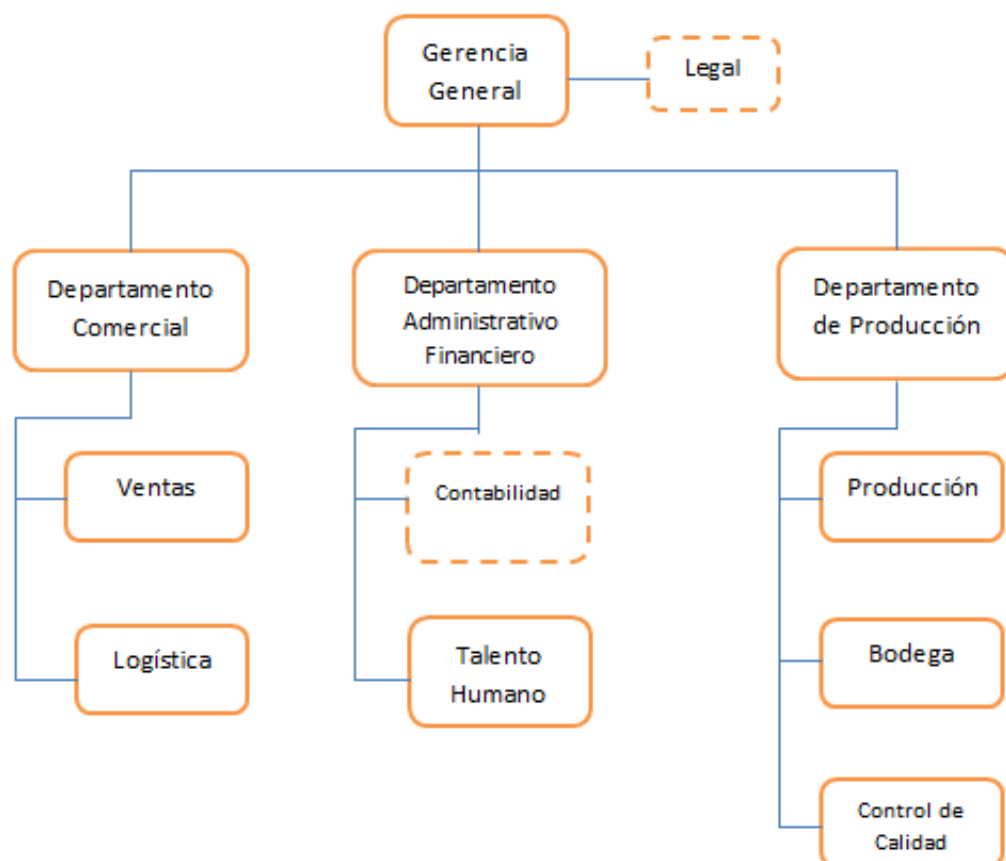 Gerencia
General
Legal
Departamento
Comercial
Departamento
Administrativo
Financiero
Departamento
de Producción
Ventas
Contabilidad
Producción
Logística
Talento
Humano
Bodega
Control de
Calidad